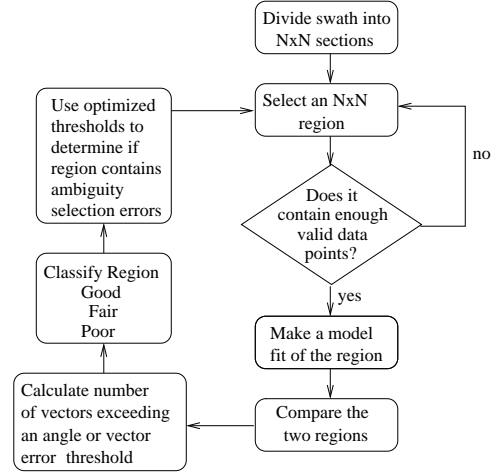 Divide swath into
NxN sections
Select an NxN
region
no
Does it
contain enough
valid data
points?
yes
Make a model
fit of the region
Compare the
two regions
Calculate number
of vectors exceeding
an angle or vector
error threshold
Classify Region
Good
Fair
Poor
Use optimized
thresholds to
determine if
region contains
ambiguity
selection errors